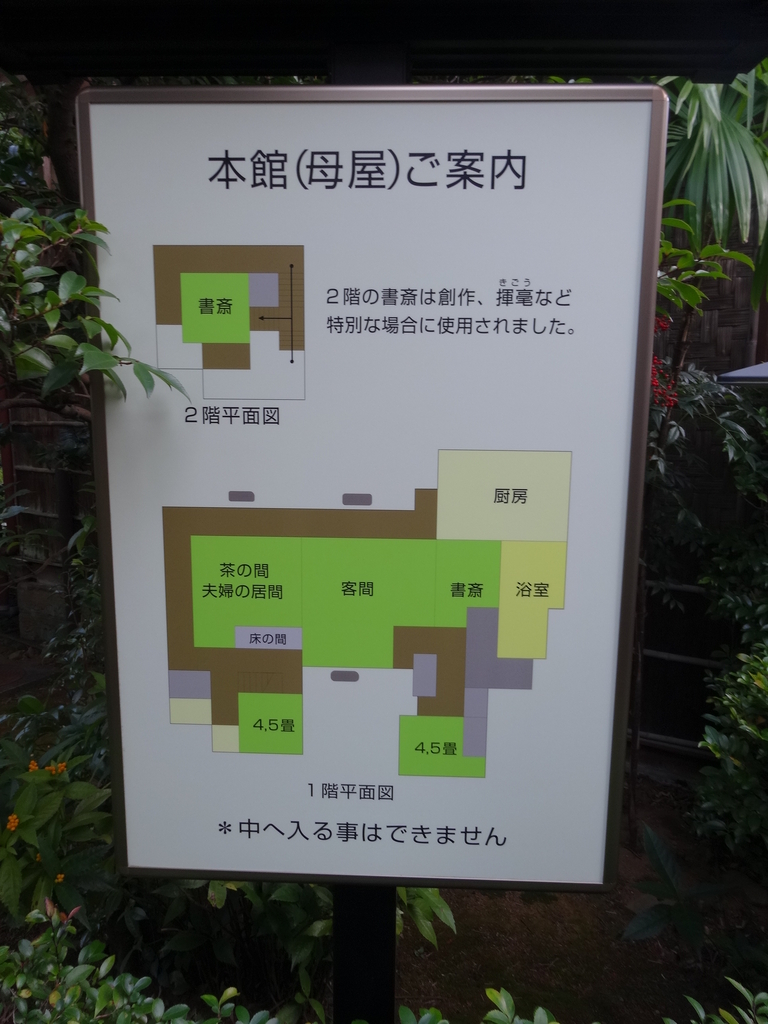 本館(母屋)ご案内
書斎
きごう
2階の書斎は創作、揮毫など
特別な場合に使用されました。
2階平面図
厨房
茶の間
夫婦の居間
客間
書斎
浴室
床の間
4,5畳
4,5畳
1階平面図
*中へ入る事はできません